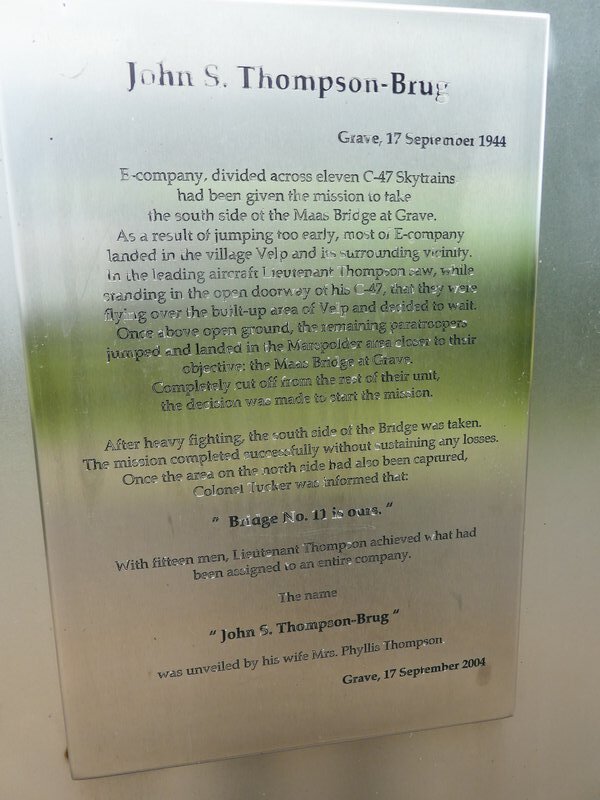 John S. Thompson-Brug
Grave, 17 September 1944
E-company, divided across eleven C-47 Skytrains
had been given the mission to take
the south side of the Maas Bridge at Grave.
As a result of jumping too early, most of E-company
landed in the village Velp and its surrounding vicinity.
In the leading aircraft Lieutenant Thompson saw, while
standing in the open doorway of his C-47, that they were
flying over the built-up area of Velp and decided to wait.
Once above open ground, the remaining paratroopers
jumped and landed in the Marspolder area closer to their
objective: the Maas Bridge at Grave.
Completely cut off from the rest of their unit,
the decision was made to start the mission.
After heavy fighting, the south side of the Bridge was taken.
The mission completed successfully without sustaining any losses.
Once the area on the north side had also been captured,
Colonel Tucker was informed that:
" Bridge No. 11 is ours. "
With fifteen men, Lieutenant Thompson achieved what had
been assigned to an entire company.
The name
" John S. Thompson-Brug "
was unveiled by his wife Mrs. Phyllis Thompson
Grave, 17 September 2004